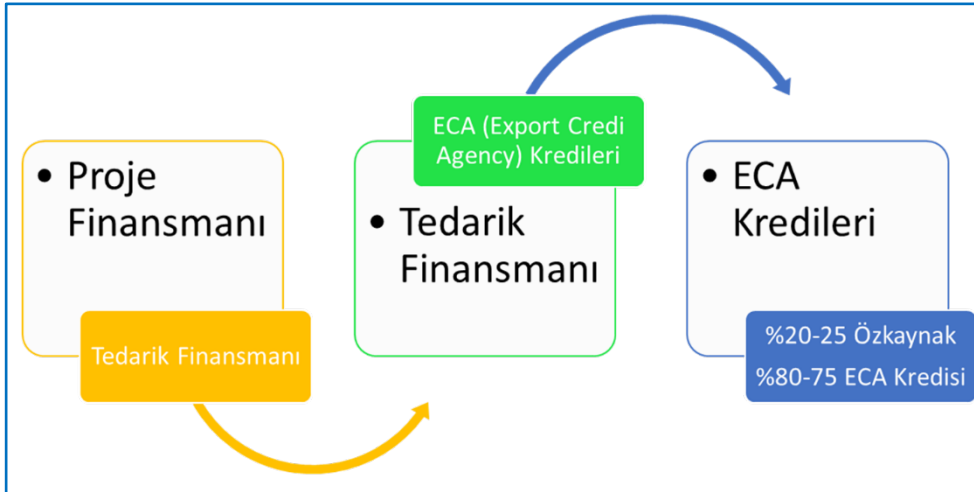 • Proje
Finansmanı
Tedarik Finansmanı
ECA (Export Credi
Agency) Kredileri
• Tedarik
Finansmanı
• ECA
Kredileri
%20-25 Özkaynak
%80-75 ECA Kredisi